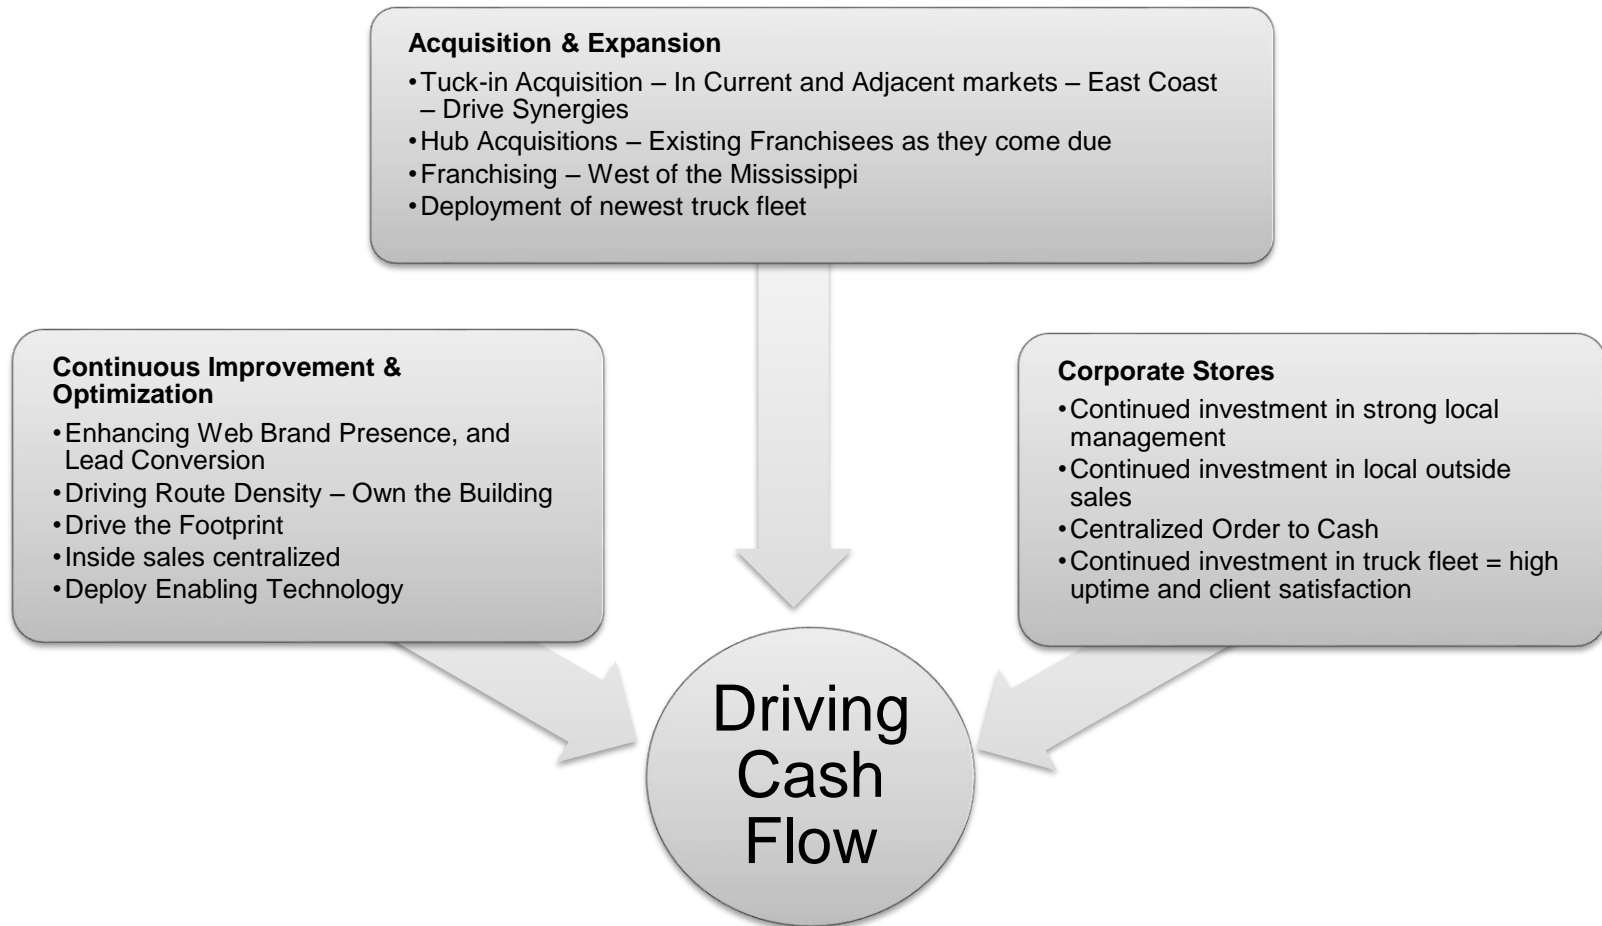 Acquisition & Expansion
•Tuck-in Acquisition – In Current and Adjacent markets – East Coast
– Drive Synergies
•Hub Acquisitions – Existing Franchisees as they come due
•Franchising – West of the Mississippi
•Deployment of newest truck fleet
Continuous Improvement &
Optimization
•Enhancing Web Brand Presence, and
Lead Conversion
•Driving Route Density – Own the Building
•Drive the Footprint
•Inside sales centralized
•Deploy Enabling Technology
Corporate Stores
•Continued investment in strong local
management
•Continued investment in local outside
sales
•Centralized Order to Cash
•Continued investment in truck fleet = high
uptime and client satisfaction
Driving
Cash
Flow